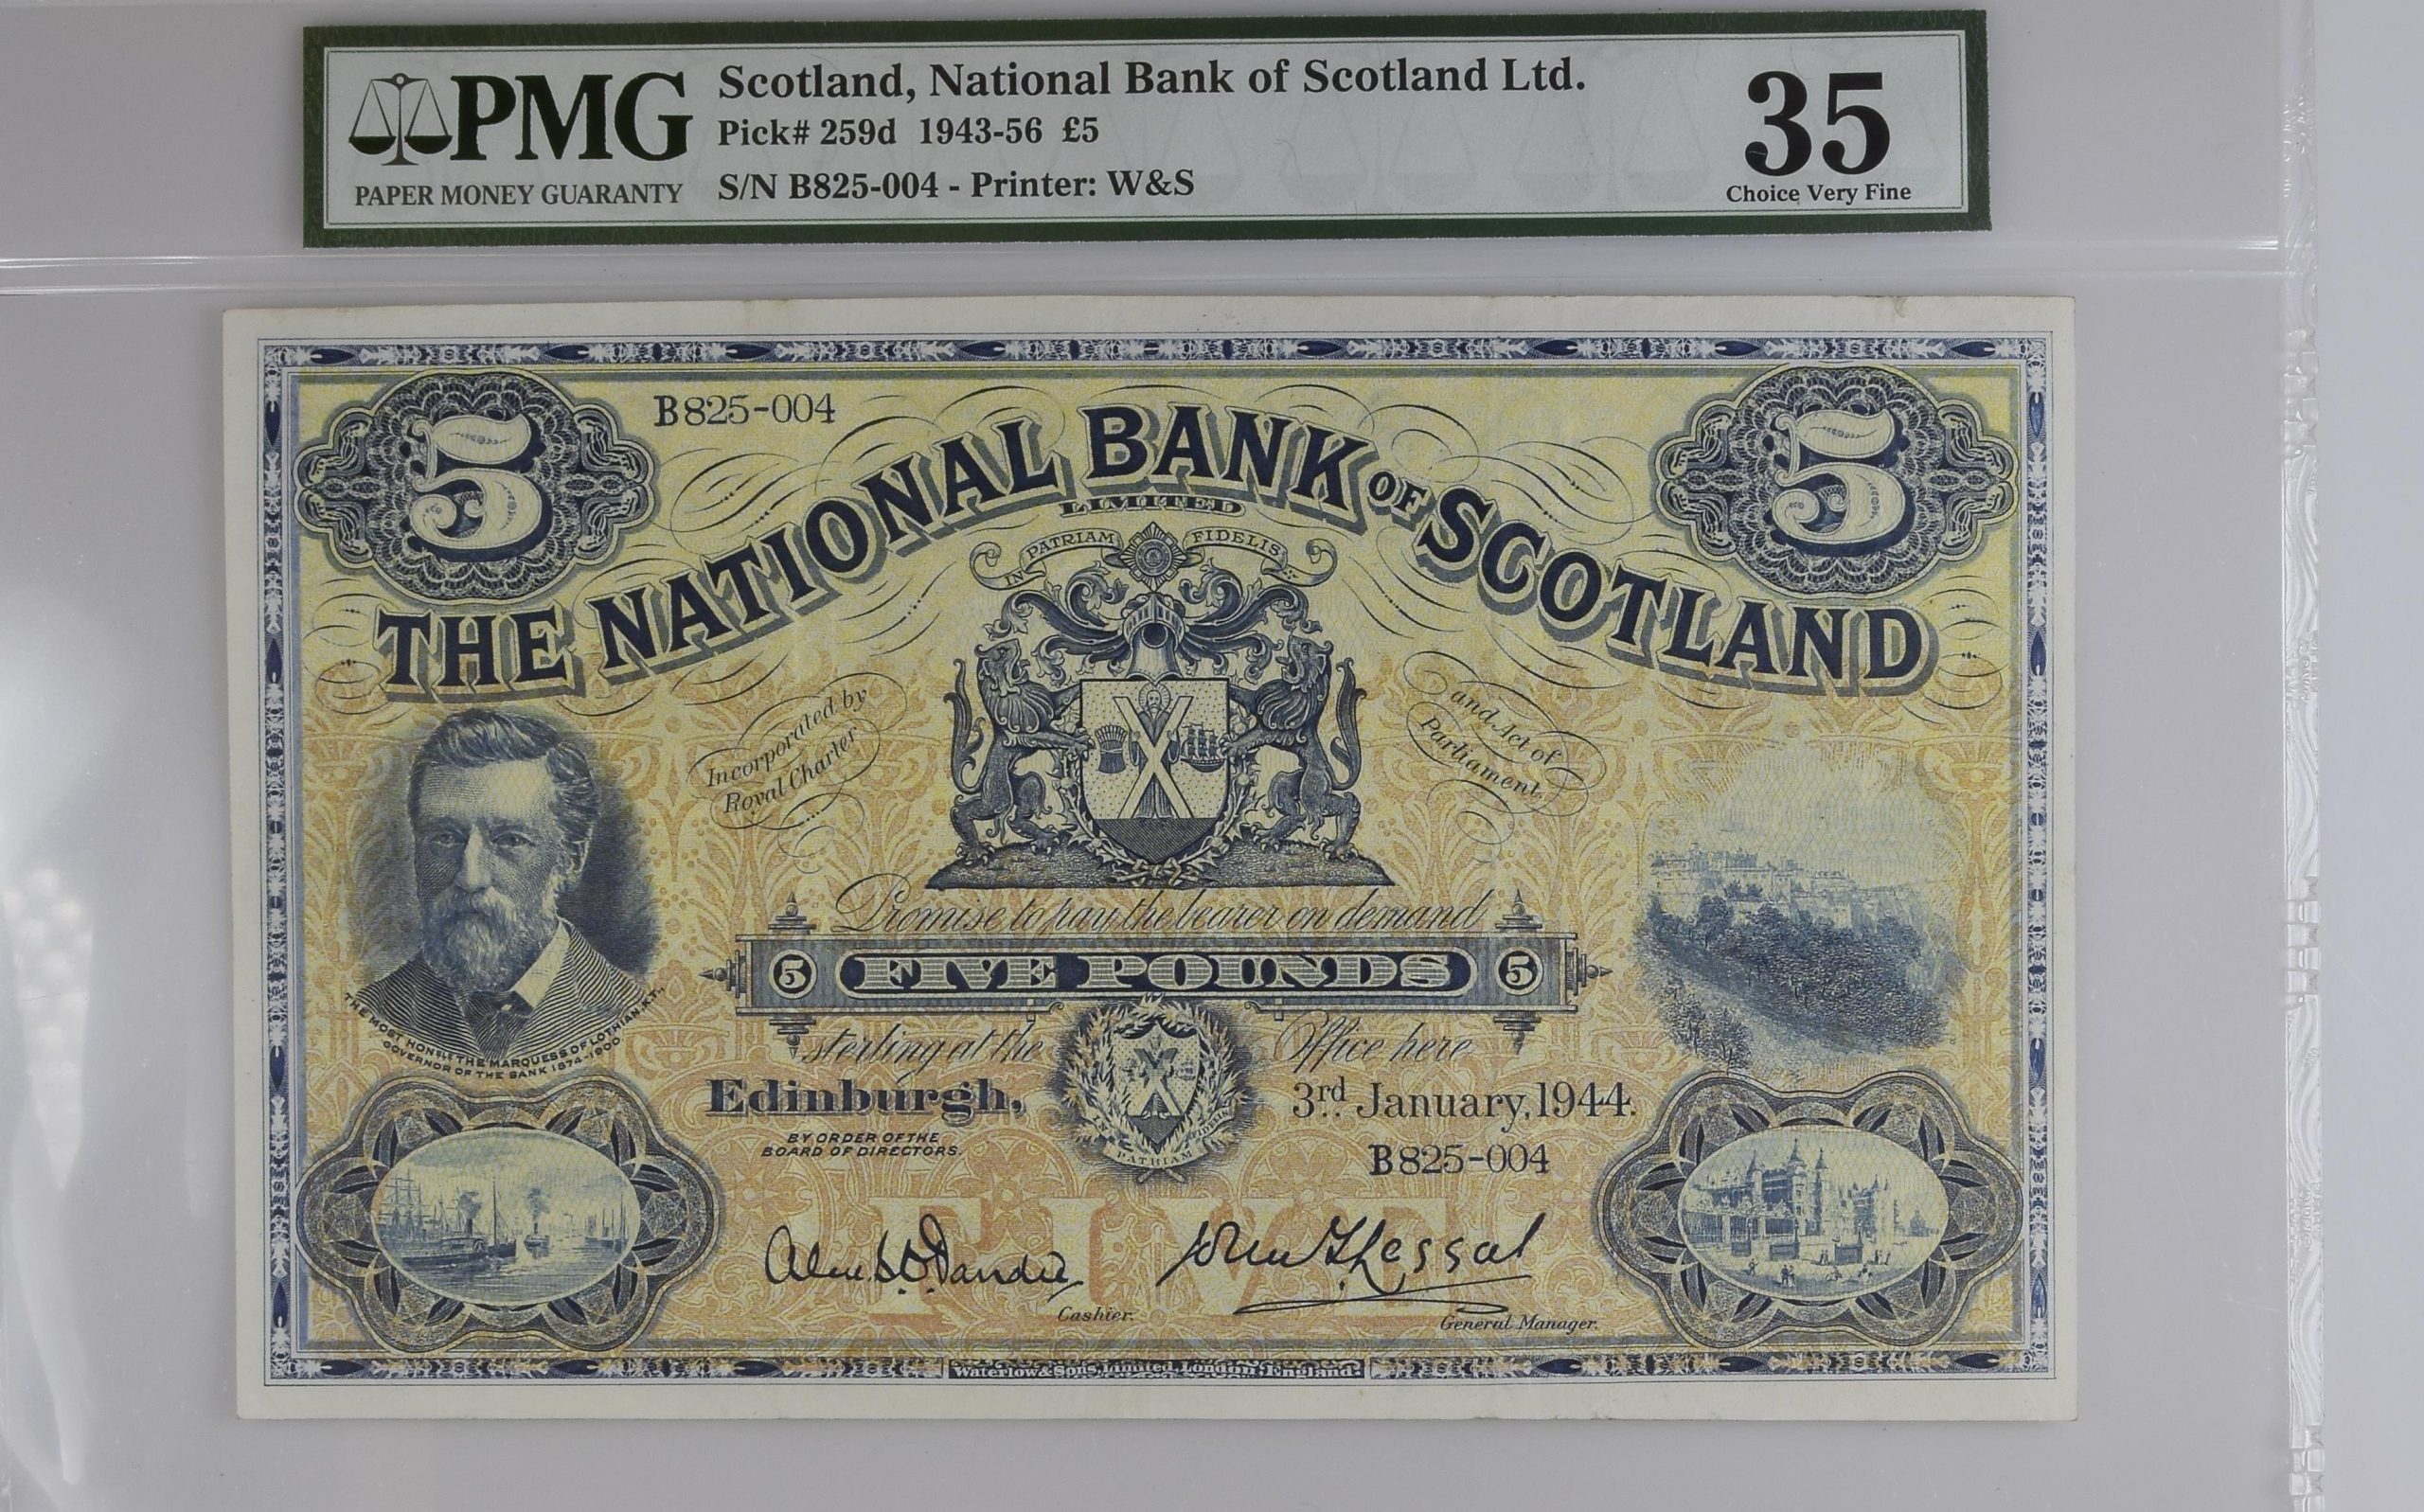 PMG
PAPER MONEY GUARANTY
Scotland, National Bank of Scotland Ltd.
Pick# 259d 1943-56 £5
S/N B825-004 - Printer: W&S
35
Choice Very Fine
5
B825-004
5
THE NATIONAL BANK OF SCOTLAND
LIMITED
IN PATRIAM FIDELIS
Incorporated by
Royal Charter
and Act of
Parliament
Promise to pay the bearer on demand
5 FIVE POUNDS 5
THE MOST HONBLE THE MARQUESS OF LOTHIAN. K.T.,
GOVERNOR OF THE BANK 1874-1900
sterling at the Office here
Edinburgh, 3rd January, 1944.
BY ORDER OF THE
BOARD OF DIRECTORS.
B825-004
IN PATRIAM FIDELIS
FIVE
Cashier.
General Manager.
Waterlow & Sons, Limited, London, England.